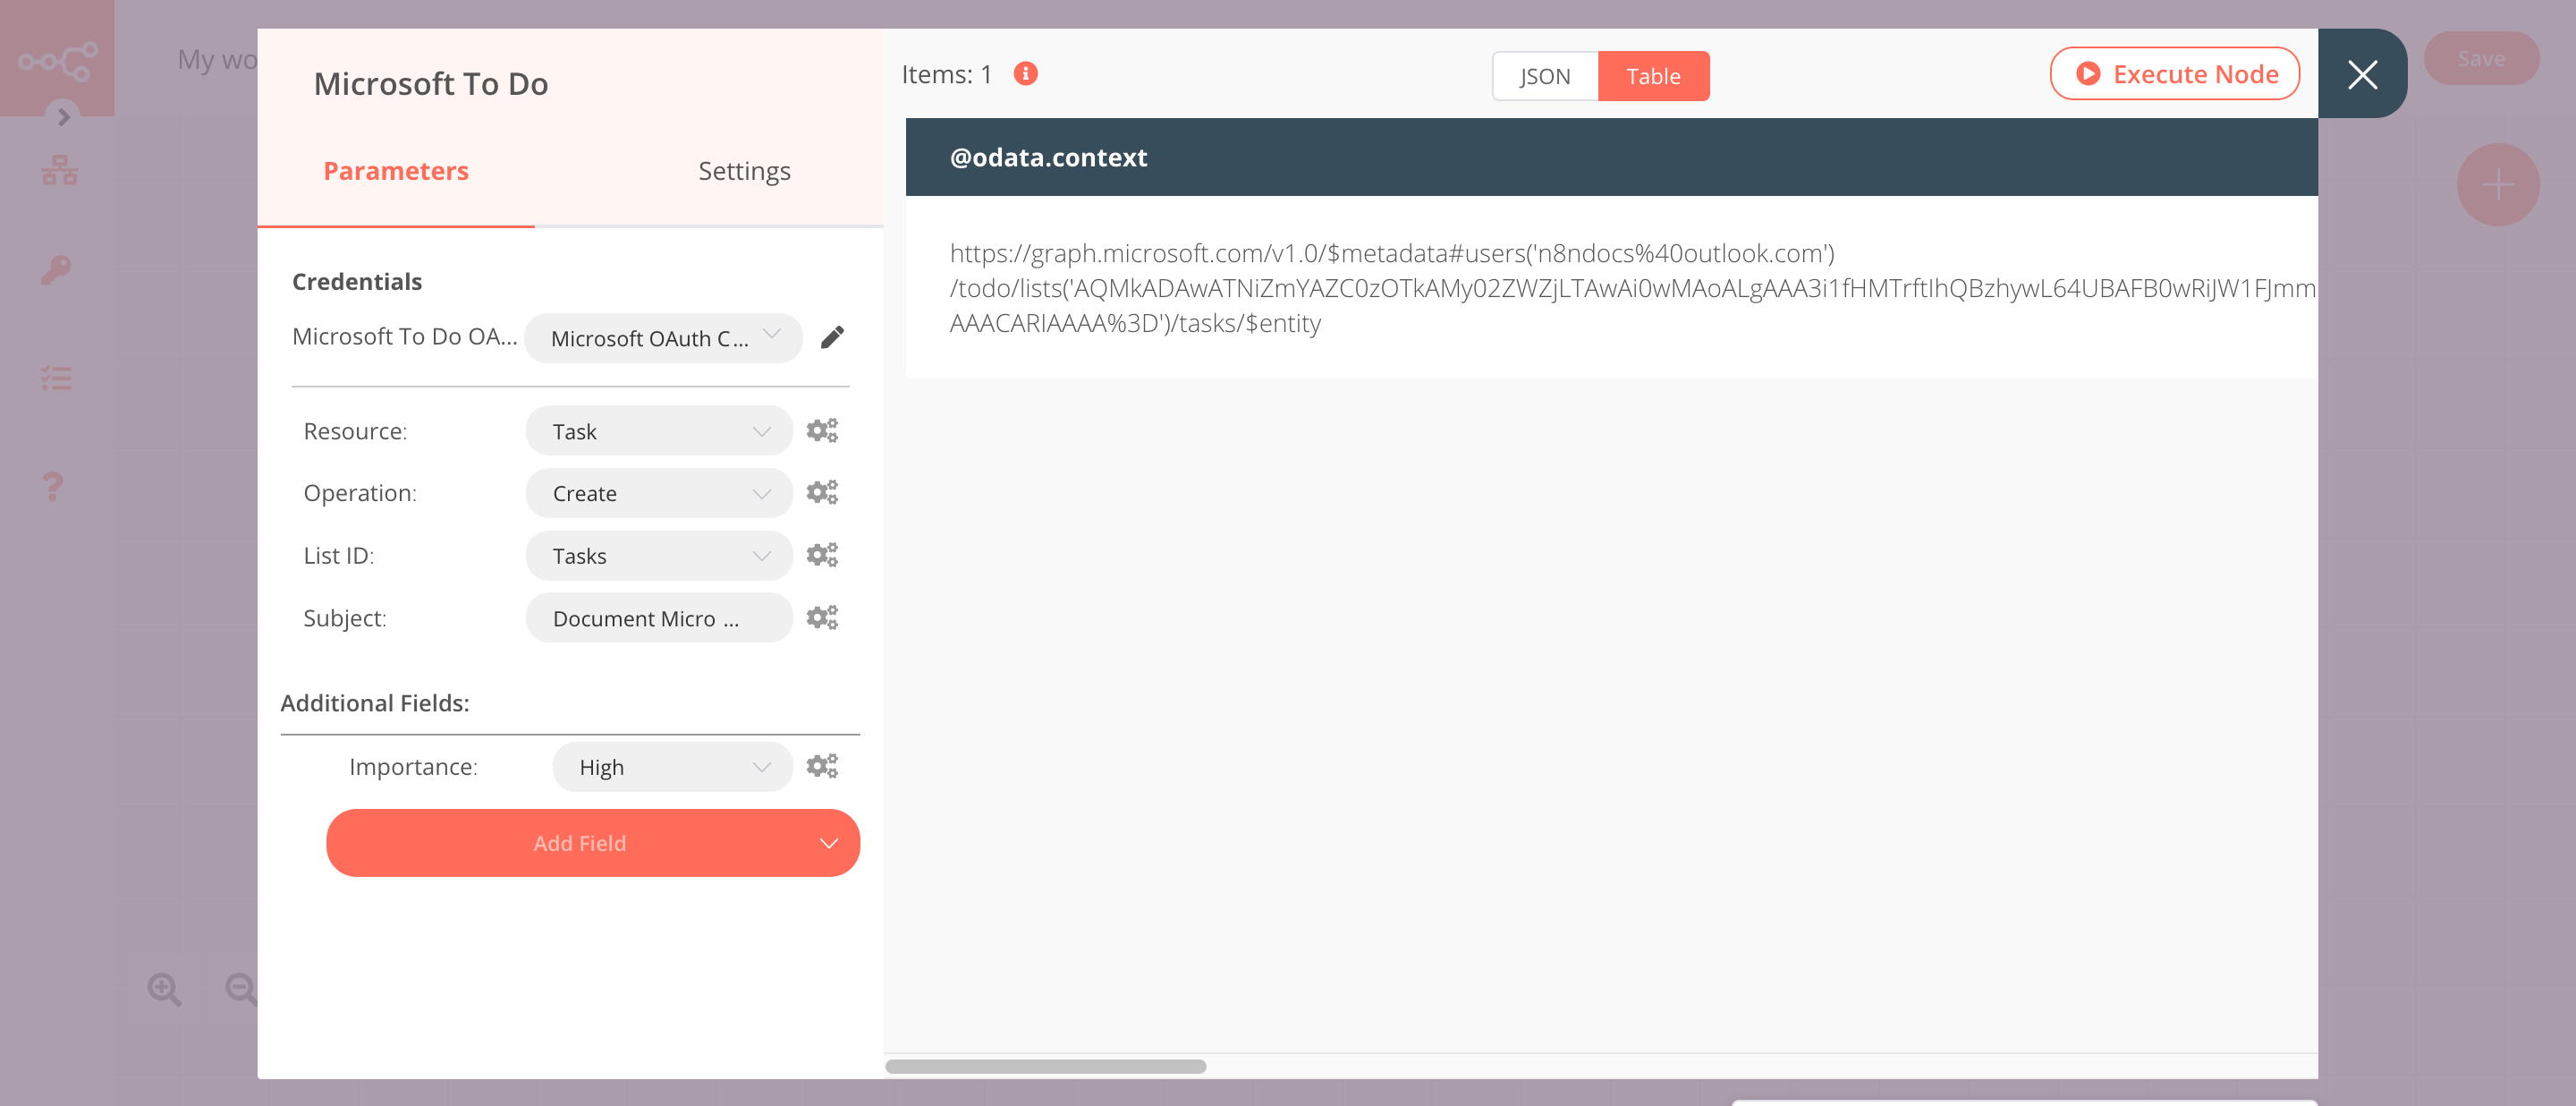 My wo
Save
Microsoft To Do
Parameters
Settings
Credentials
Microsoft To Do OA...
Microsoft OAuth C...
Resource:
Task
Operation:
Create
List ID:
Tasks
Subject:
Document Micro ...
Additional Fields:
Importance:
High
Add Field
Items: 1
JSON
Table
Execute Node
@odata.context
https://graph.microsoft.com/v1.0/$metadata#users('n8ndocs%40outlook.com')
/todo/lists('AQMkADAwATNiZmYAZC0zOTkAMy02ZWZjLTAwAi0wMAoALgAAA3i1fHMTrftIhQBzhywL64UBAFB0wRiJW1FJmm
AAACARIAAAA%3D')/tasks/$entity